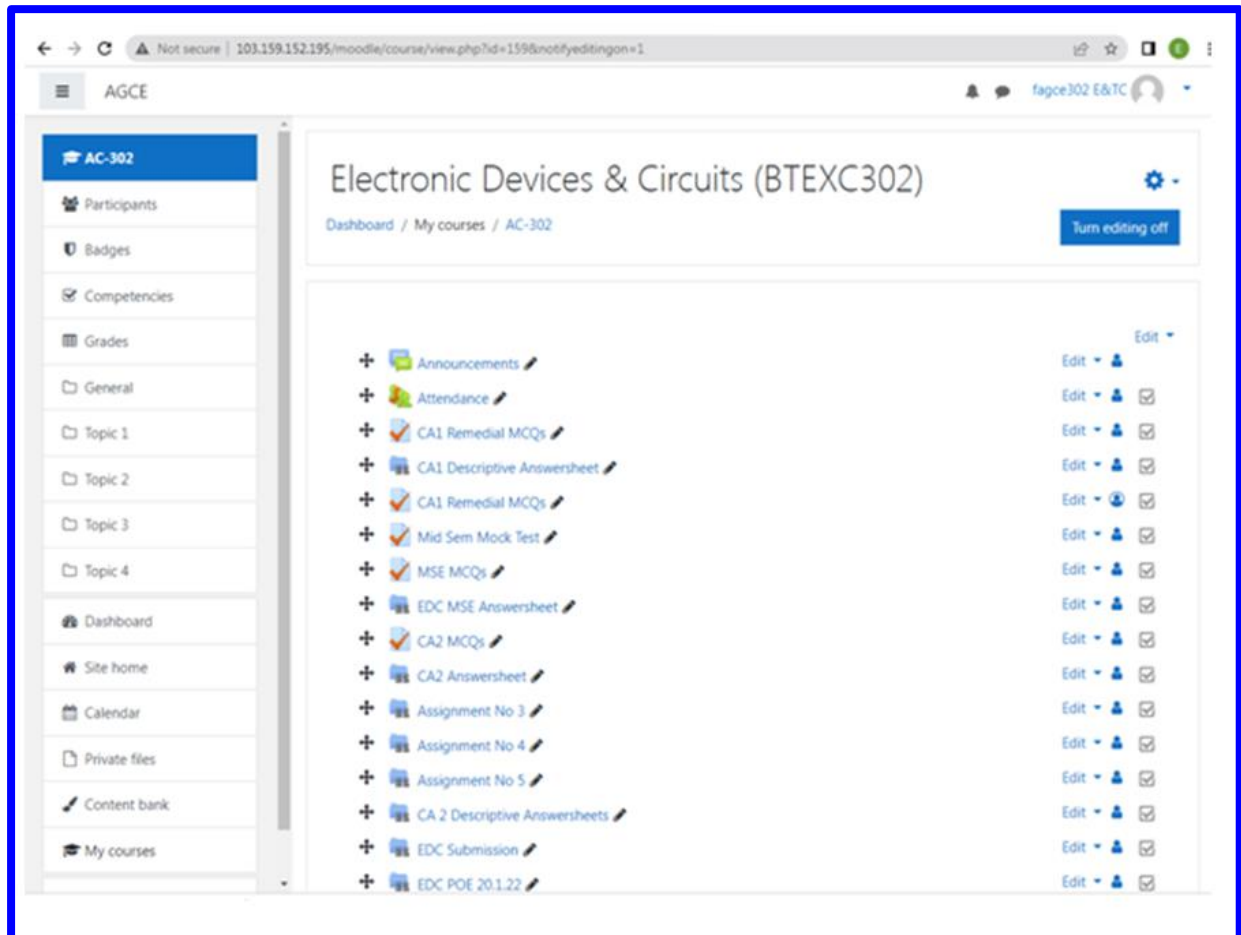 Not secure | 103.159.152.195/moodle/course/view.php?id=159&notifyeditingon=1
E
AGCE
fagce302 E&TC
AC-302
Participants
Badges
Competencies
Grades
General
Topic 1
Topic 2
Topic 3
Topic 4
Dashboard
Site home
Calendar
Private files
Content bank
My courses
Electronic Devices & Circuits (BTEXC302)
Dashboard / My courses / AC-302
Turn editing off
Edit
Announcements Edit
Attendance Edit
CA1 Remedial MCQs Edit
CA1 Descriptive Answersheet Edit
CA1 Remedial MCQs Edit
Mid Sem Mock Test Edit
MSE MCQs Edit
EDC MSE Answersheet Edit
CA2 MCQs Edit
CA2 Answersheet Edit
Assignment No 3 Edit
Assignment No 4 Edit
Assignment No 5 Edit
CA 2 Descriptive Answersheets Edit
EDC Submission Edit
EDC POE 20.1.22 Edit